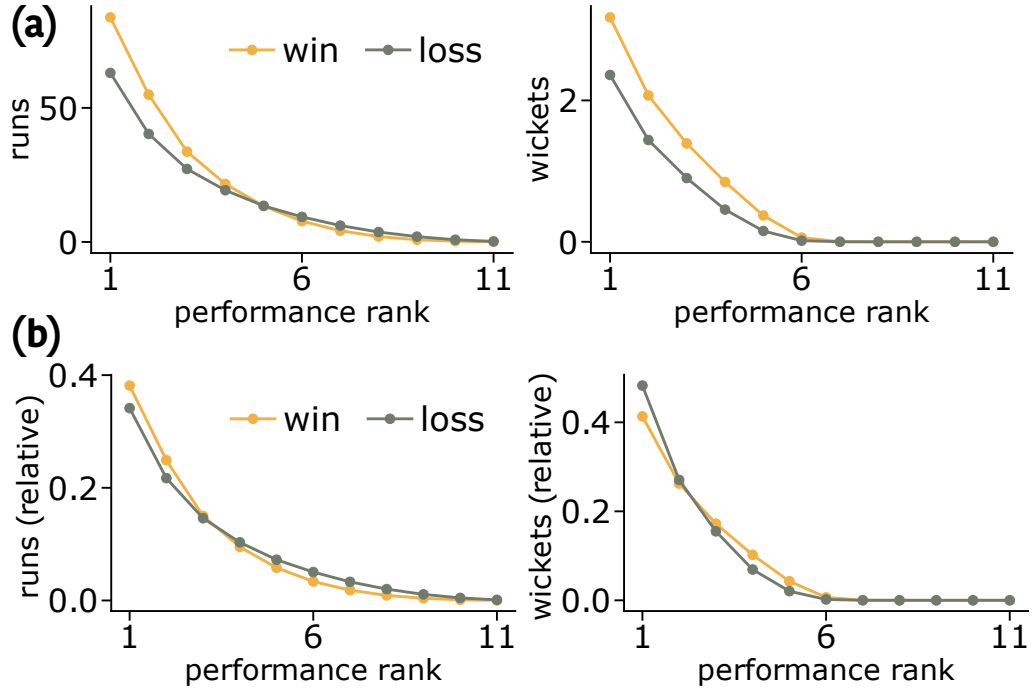 (a)
runs
50
0
win
loss
1
6
11
performance rank
wickets
2
0
1
6
11
performance rank
(b)
runs (relative)
0.4
0.2
0.0
win
loss
1
6
11
performance rank
wickets (relative)
0.4
0.2
0.0
1
6
11
performance rank